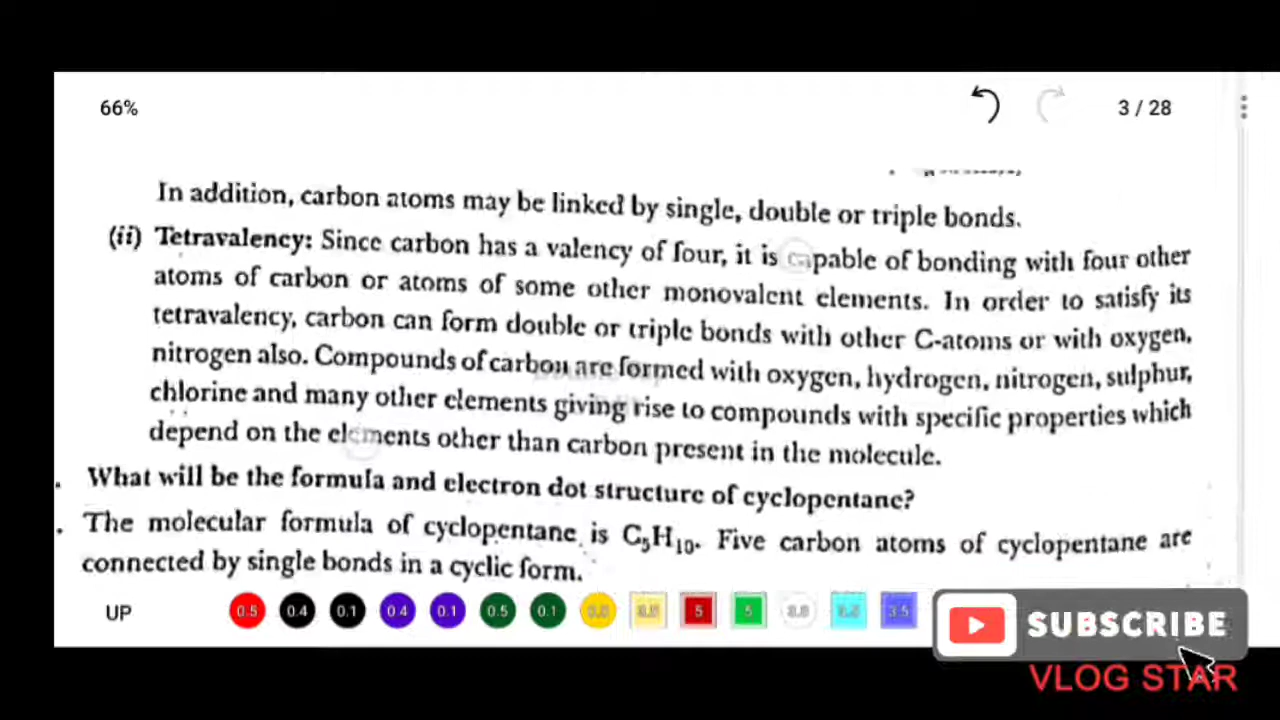 66%
3 / 28
In addition, carbon atoms may be linked by single, double or triple bonds.
(ii) Tetravalency: Since carbon has a valency of four, it is capable of bonding with four other
atoms of carbon or atoms of some other monovalent elements. In order to satisfy its
tetravalency, carbon can form double or triple bonds with other C-atoms or with oxygen,
nitrogen also. Compounds of carbon are formed with oxygen, hydrogen, nitrogen, sulphur,
chlorine and many other elements giving rise to compounds with specific properties which
depend on the elements other than carbon present in the molecule.
. What will be the formula and electron dot structure of cyclopentane?
. The molecular formula of cyclopentane is C₅H₁₀. Five carbon atoms of cyclopentane are
connected by single bonds in a cyclic form.
UP 0.5 0.4 0.1 0.4 0.1 0.5 0.1 5 5 3.5
SUBSCRIBE
VLOG STAR